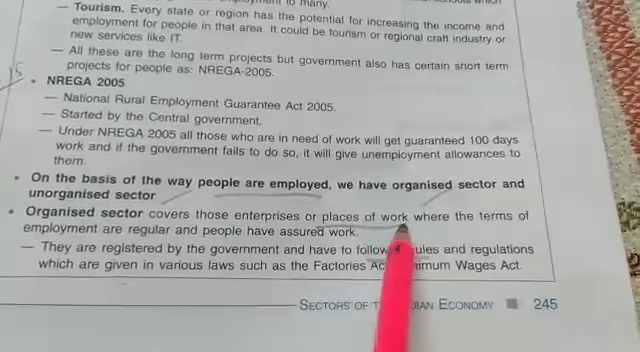 to many.
— Tourism. Every state or region has the potential for increasing the income and
employment for people in that area. It could be tourism or regional craft industry or
new services like IT.
— All these are the long term projects but government also has certain short term
projects for people as: NREGA-2005.
• NREGA 2005
— National Rural Employment Guarantee Act 2005.
— Started by the Central government.
— Under NREGA 2005 all those who are in need of work will get guaranteed 100 days
work and if the government fails to do so, it will give unemployment allowances to
them.
• On the basis of the way people are employed, we have organised sector and
unorganised sector
• Organised sector covers those enterprises or places of work where the terms of
employment are regular and people have assured work.
— They are registered by the government and have to follow and regulations
which are given in various laws such as the Factories Wages Act.
SECTORS OF ECONOMY ■ 245